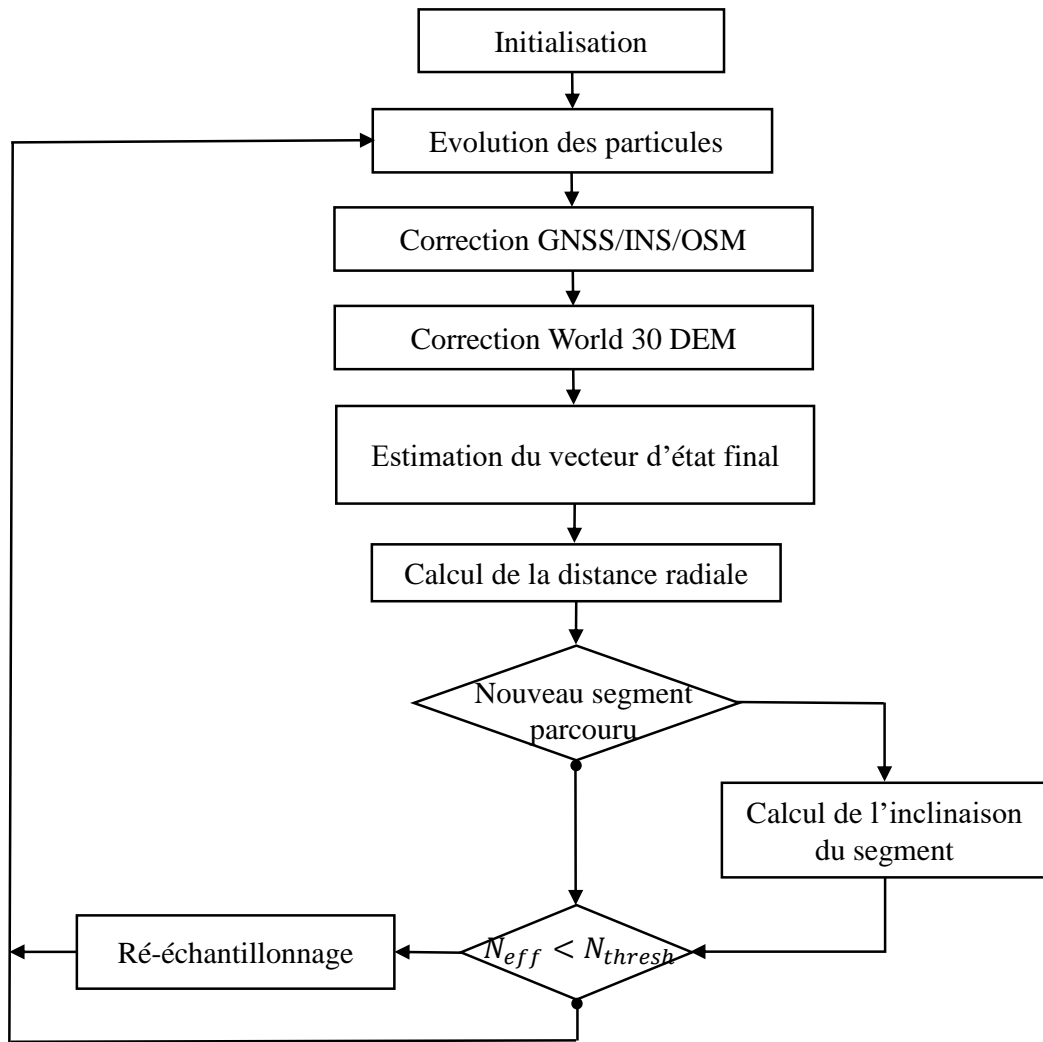 Initialisation
Evolution des particules
Correction GNSS/INS/OSM
Correction World 30 DEM
Estimation du vecteur d’état final
Calcul de la distance radiale
Nouveau segment
parcouru
Calcul de l’inclinaison
du segment
Ré-échantillonnage
N_eff < N_thresh